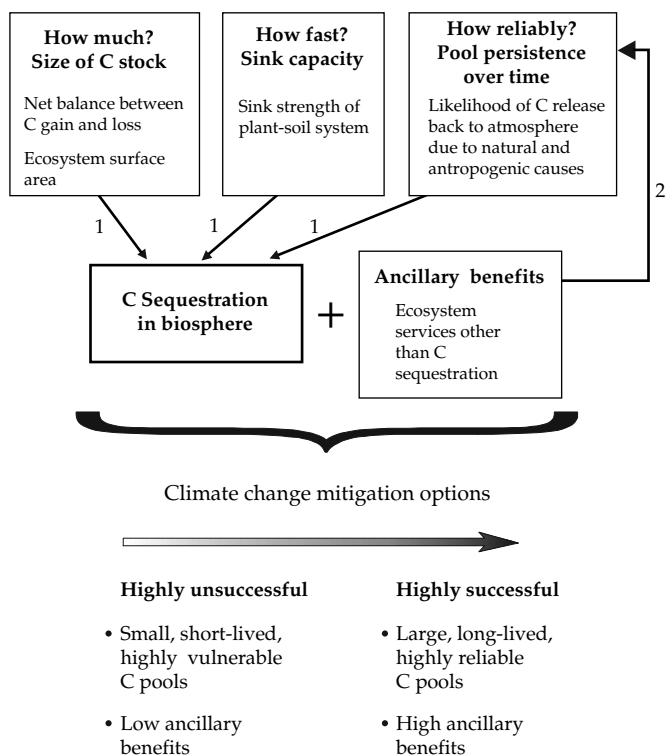 How much?
Size of C stock
Net balance between
C gain and loss
Ecosystem surface
area
How fast?
Sink capacity
Sink strength of
plant-soil system
How reliably?
Pool persistence
over time
Likelihood of C release
back to atmosphere
due to natural and
antropogenic causes
1
1
1
2
C Sequestration
in biosphere
+
Ancillary benefits
Ecosystem
services other
than C
sequestration
Climate change mitigation options
Highly unsuccessful
• Small, short-lived,
highly vulnerable
C pools
• Low ancillary
benefits
Highly successful
• Large, long-lived,
highly reliable
C pools
• High ancillary
benefits